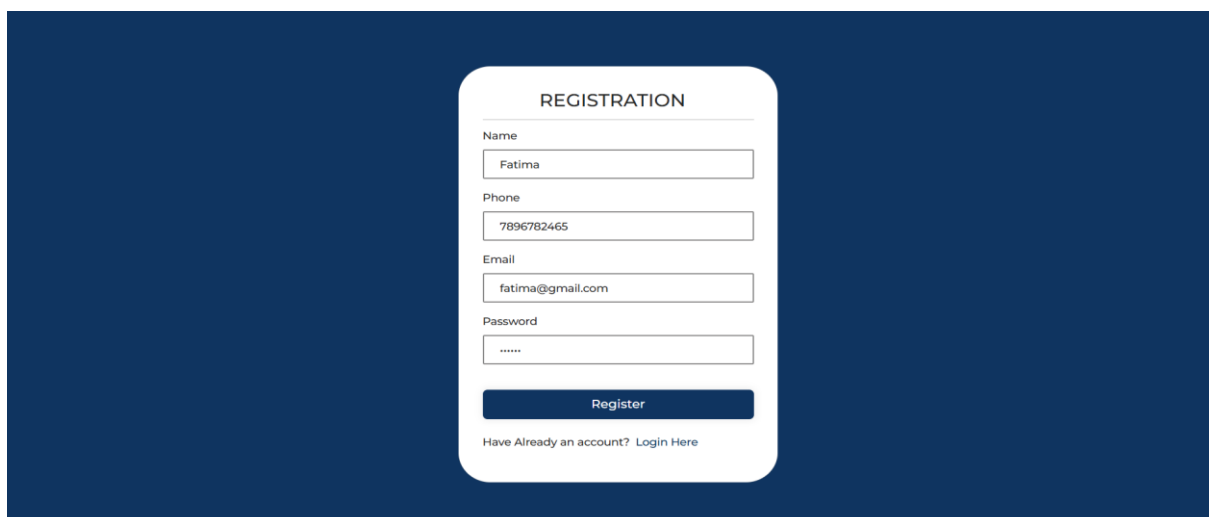 REGISTRATION
Name
Fatima
Phone
7896782465
Email
fatima@gmail.com
Password
••••••
Register
Have Already an account? Login Here